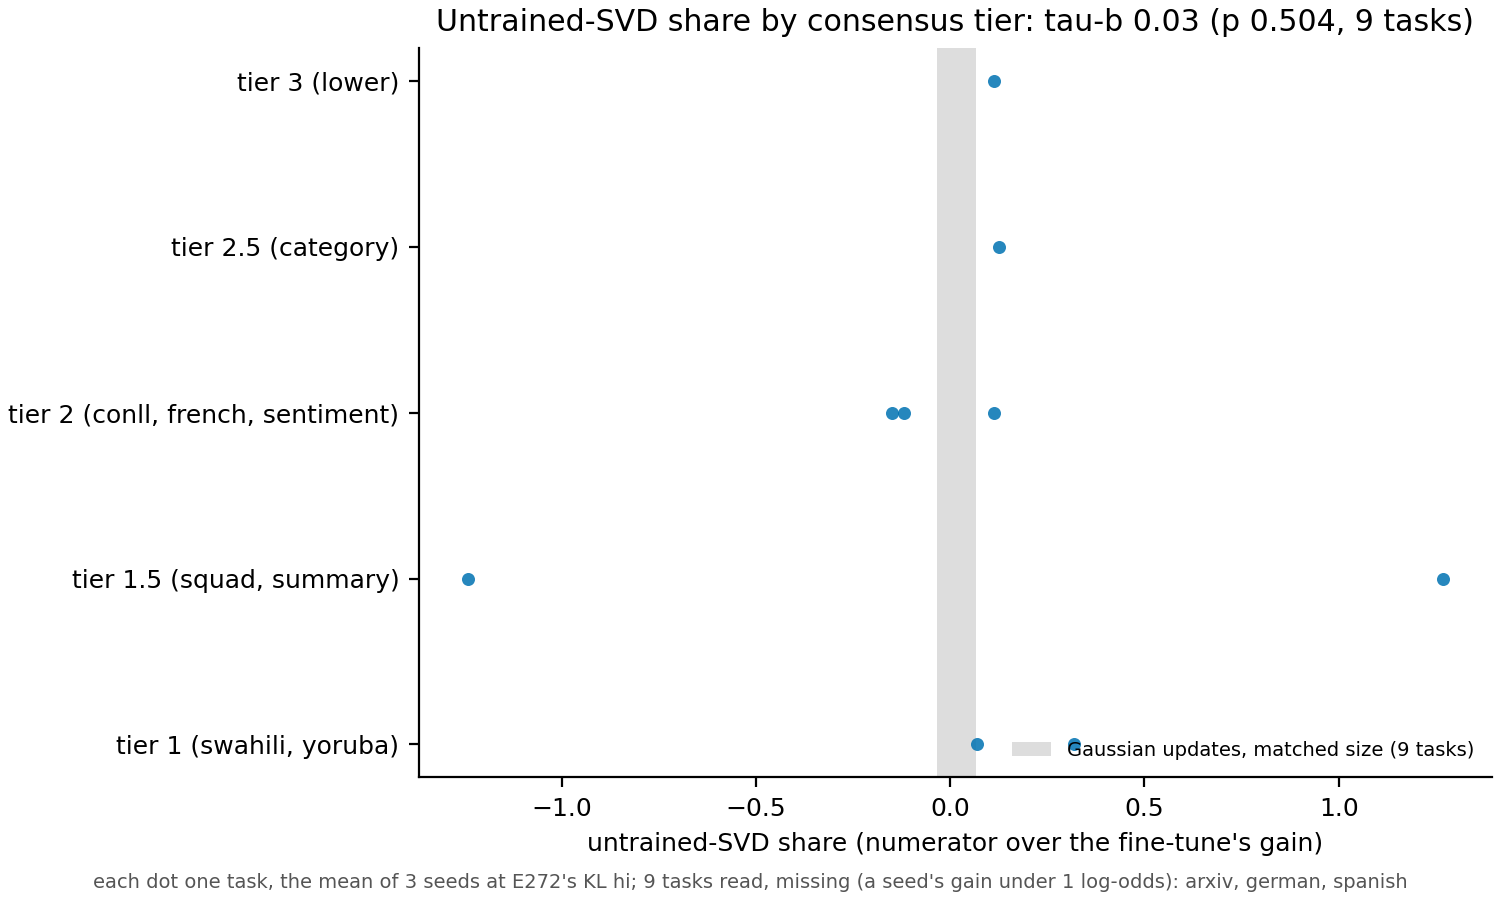 Untrained-SVD share by consensus tier: tau-b 0.03 (p 0.504, 9 tasks)
tier 3 (lower)
tier 2.5 (category)
tier 2 (conll, french, sentiment)
tier 1.5 (squad, summary)
tier 1 (swahili, yoruba)
Gaussian updates, matched size (9 tasks)
−1.0 −0.5 0.0 0.5 1.0
untrained-SVD share (numerator over the fine-tune's gain)
each dot one task, the mean of 3 seeds at E272's KL hi; 9 tasks read, missing (a seed's gain under 1 log-odds): arxiv, german, spanish